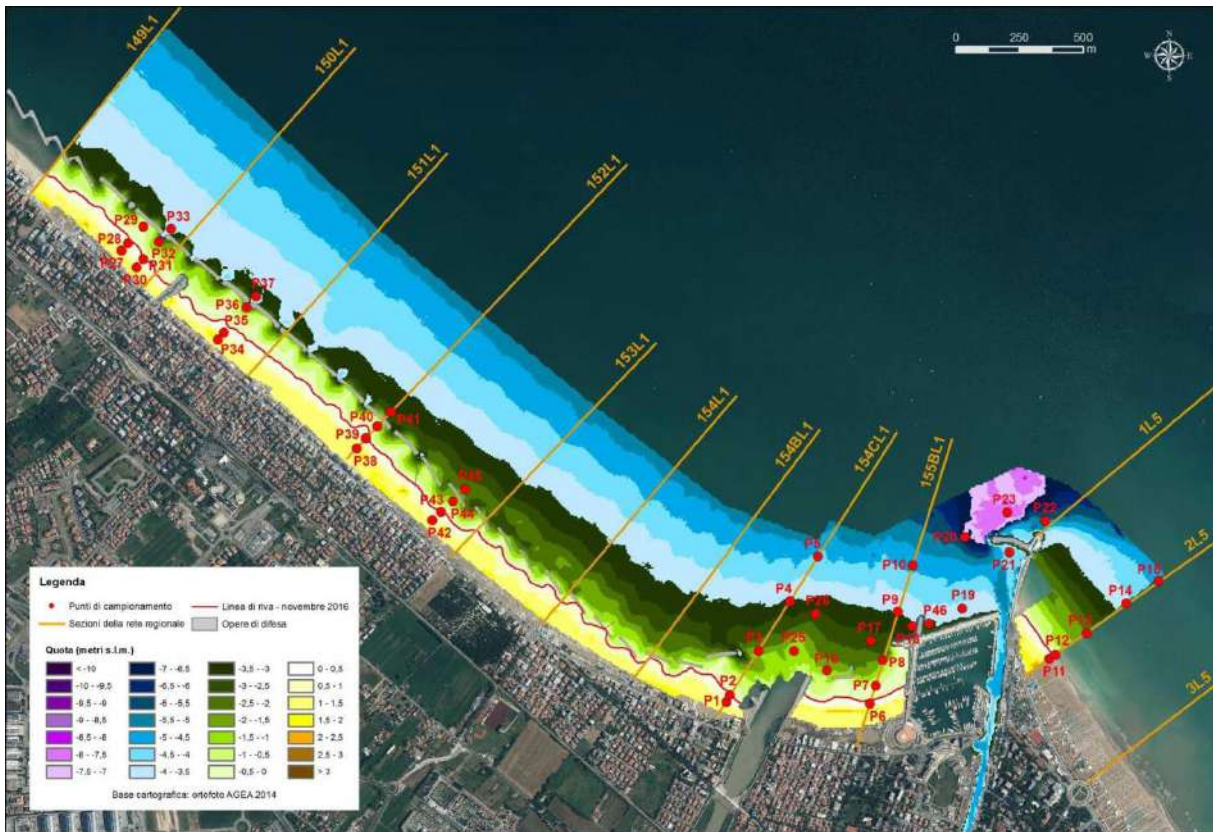 149L1
150L1
151L1
152L1
153L1
154L1
154BL1
154CL1
155BL1
1L5
2L5
3L5
0 250 500
m
N
W E
S
P29
P33
P28
P32
P27
P31
P30
P37
P36
P35
P34
P41
P40
P39
P38
P43
P44
P42
P5
P4
P3
P2
P1
P25
P16
P17
P10
P9
P8
P7
P6
P46
P19
P20
P23
P22
P21
P15
P14
P13
P12
P11
Legenda
Punti di campionamento
Linea di riva - novembre 2016
Sezioni della rete regionale
Opere di difesa
Quota (metri s.l.m.)
< -10 -7 - -6,5 -3,5 - -3 0 - 0,5
-10 - -9,5 -6,5 - -6 -3 - -2,5 0,5 - 1
-9,5 - -9 -6 - -5,5 -2,5 - -2 1 - 1,5
-9 - -8,5 -5,5 - -5 -2 - -1,5 1,5 - 2
-8,5 - -8 -5 - -4,5 -1,5 - -1 2 - 2,5
-8 - -7,5 -4,5 - -4 -1 - -0,5 2,5 - 3
-7,5 - -7 -4 - -3,5 -0,5 - 0 > 3
Base cartografica: ortofoto AGEA 2014